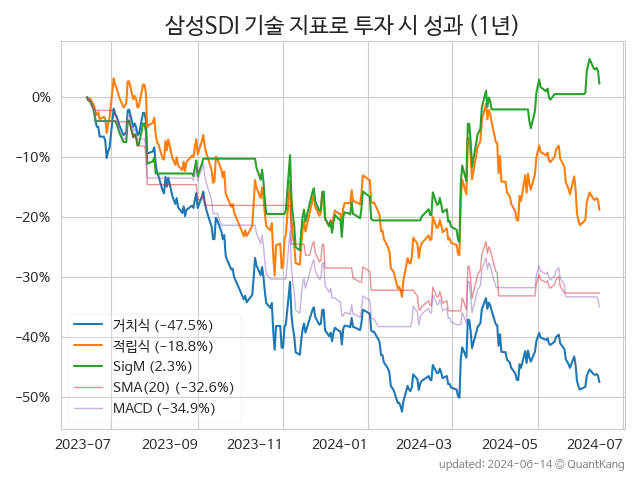 삼성SDI 기술 지표로 투자 시 성과 (1년)
0%
−10%
−20%
−30%
−40%
−50%
거치식 (−47.5%)
적립식 (−18.8%)
SigM (2.3%)
SMA(20) (−32.6%)
MACD (−34.9%)
2023−07
2023−09
2023−11
2024−01
2024−03
2024−05
2024−07
updated: 2024−06−14 © QuantKang